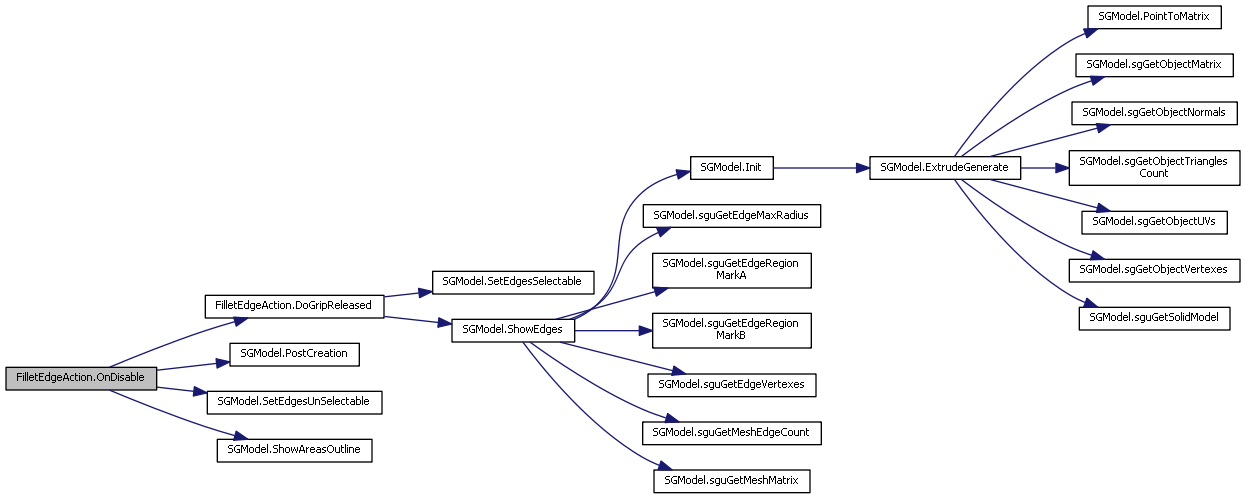 FilletEdgeAction.OnDisable
FilletEdgeAction.DoGripReleased
SGModel.PostCreation
SGModel.SetEdgesUnSelectable
SGModel.ShowAreasOutline
SGModel.SetEdgesSelectable
SGModel.ShowEdges
SGModel.Init
SGModel.sguGetEdgeMaxRadius
SGModel.sguGetEdgeRegion
MarkA
SGModel.sguGetEdgeRegion
MarkB
SGModel.sguGetEdgeVertexes
SGModel.sguGetMeshEdgeCount
SGModel.sguGetMeshMatrix
SGModel.ExtrudeGenerate
SGModel.PointToMatrix
SGModel.sgGetObjectMatrix
SGModel.sgGetObjectNormals
SGModel.sgGetObjectTriangles
Count
SGModel.sgGetObjectUVs
SGModel.sgGetObjectVertexes
SGModel.sguGetSolidModel